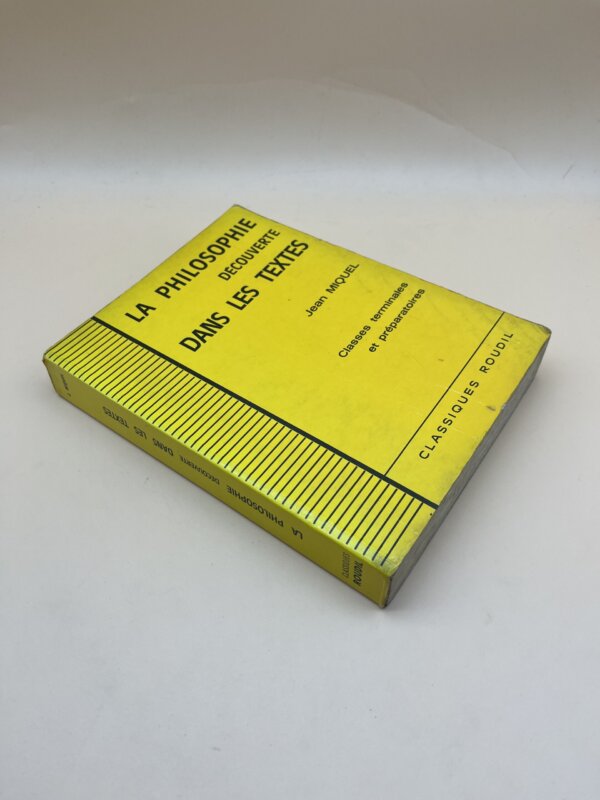 LA PHILOSOPHIE
DECOUVERTE
DANS LES TEXTES
Jean MIQUEL
Classes terminales
et préparatoires
CLASSIQUES ROUDIL
LA PHILOSOPHIE DECOUVERTE DANS LES TEXTES
CLASSIQUES
ROUDIL